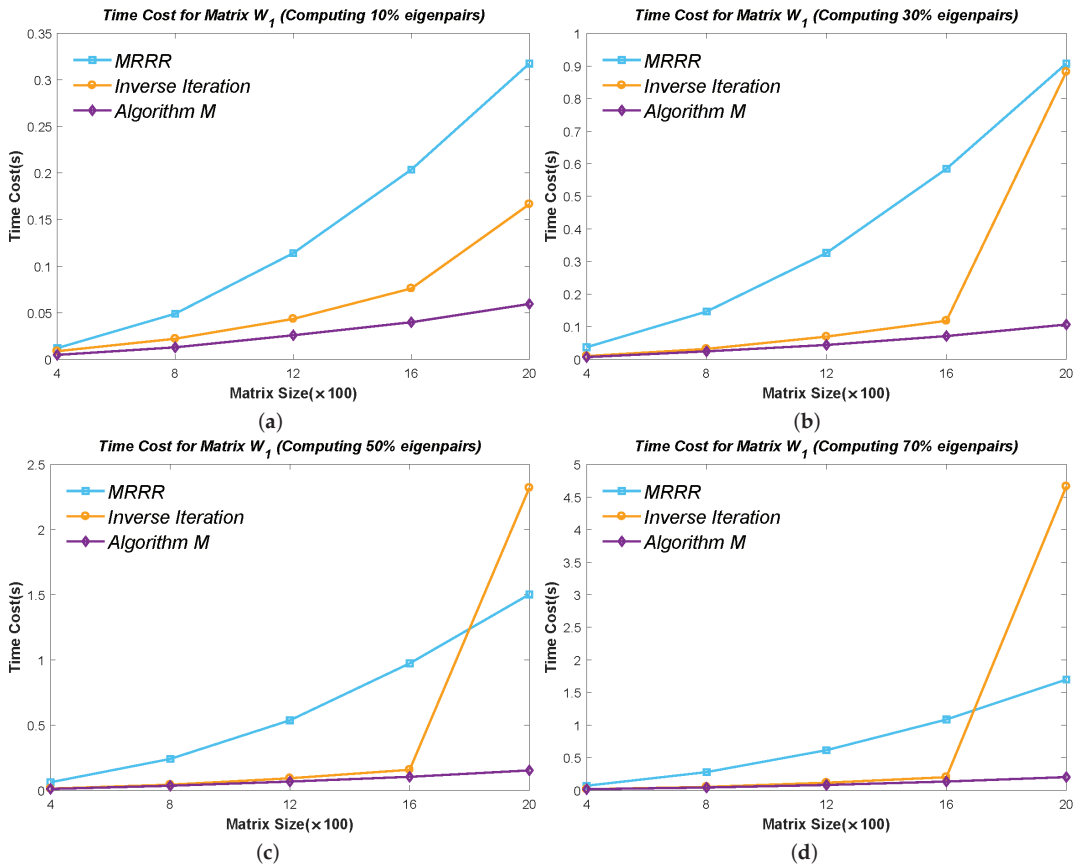 Time Cost for Matrix W1 (Computing 10% eigenpairs)
0.35
0.3
0.25
0.2
0.15
0.1
0.05
0
Time Cost(s)
MRRR
Inverse Iteration
Algorithm M
4 8 12 16 20
Matrix Size(×100)
(a)
Time Cost for Matrix W1 (Computing 30% eigenpairs)
1
0.9
0.8
0.7
0.6
0.5
0.4
0.3
0.2
0.1
0
Time Cost(s)
MRRR
Inverse Iteration
Algorithm M
4 8 12 16 20
Matrix Size(×100)
(b)
Time Cost for Matrix W1 (Computing 50% eigenpairs)
2.5
2
1.5
1
0.5
0
Time Cost(s)
MRRR
Inverse Iteration
Algorithm M
4 8 12 16 20
Matrix Size(×100)
(c)
Time Cost for Matrix W1 (Computing 70% eigenpairs)
5
4.5
4
3.5
3
2.5
2
1.5
1
0.5
0
Time Cost(s)
MRRR
Inverse Iteration
Algorithm M
4 8 12 16 20
Matrix Size(×100)
(d)